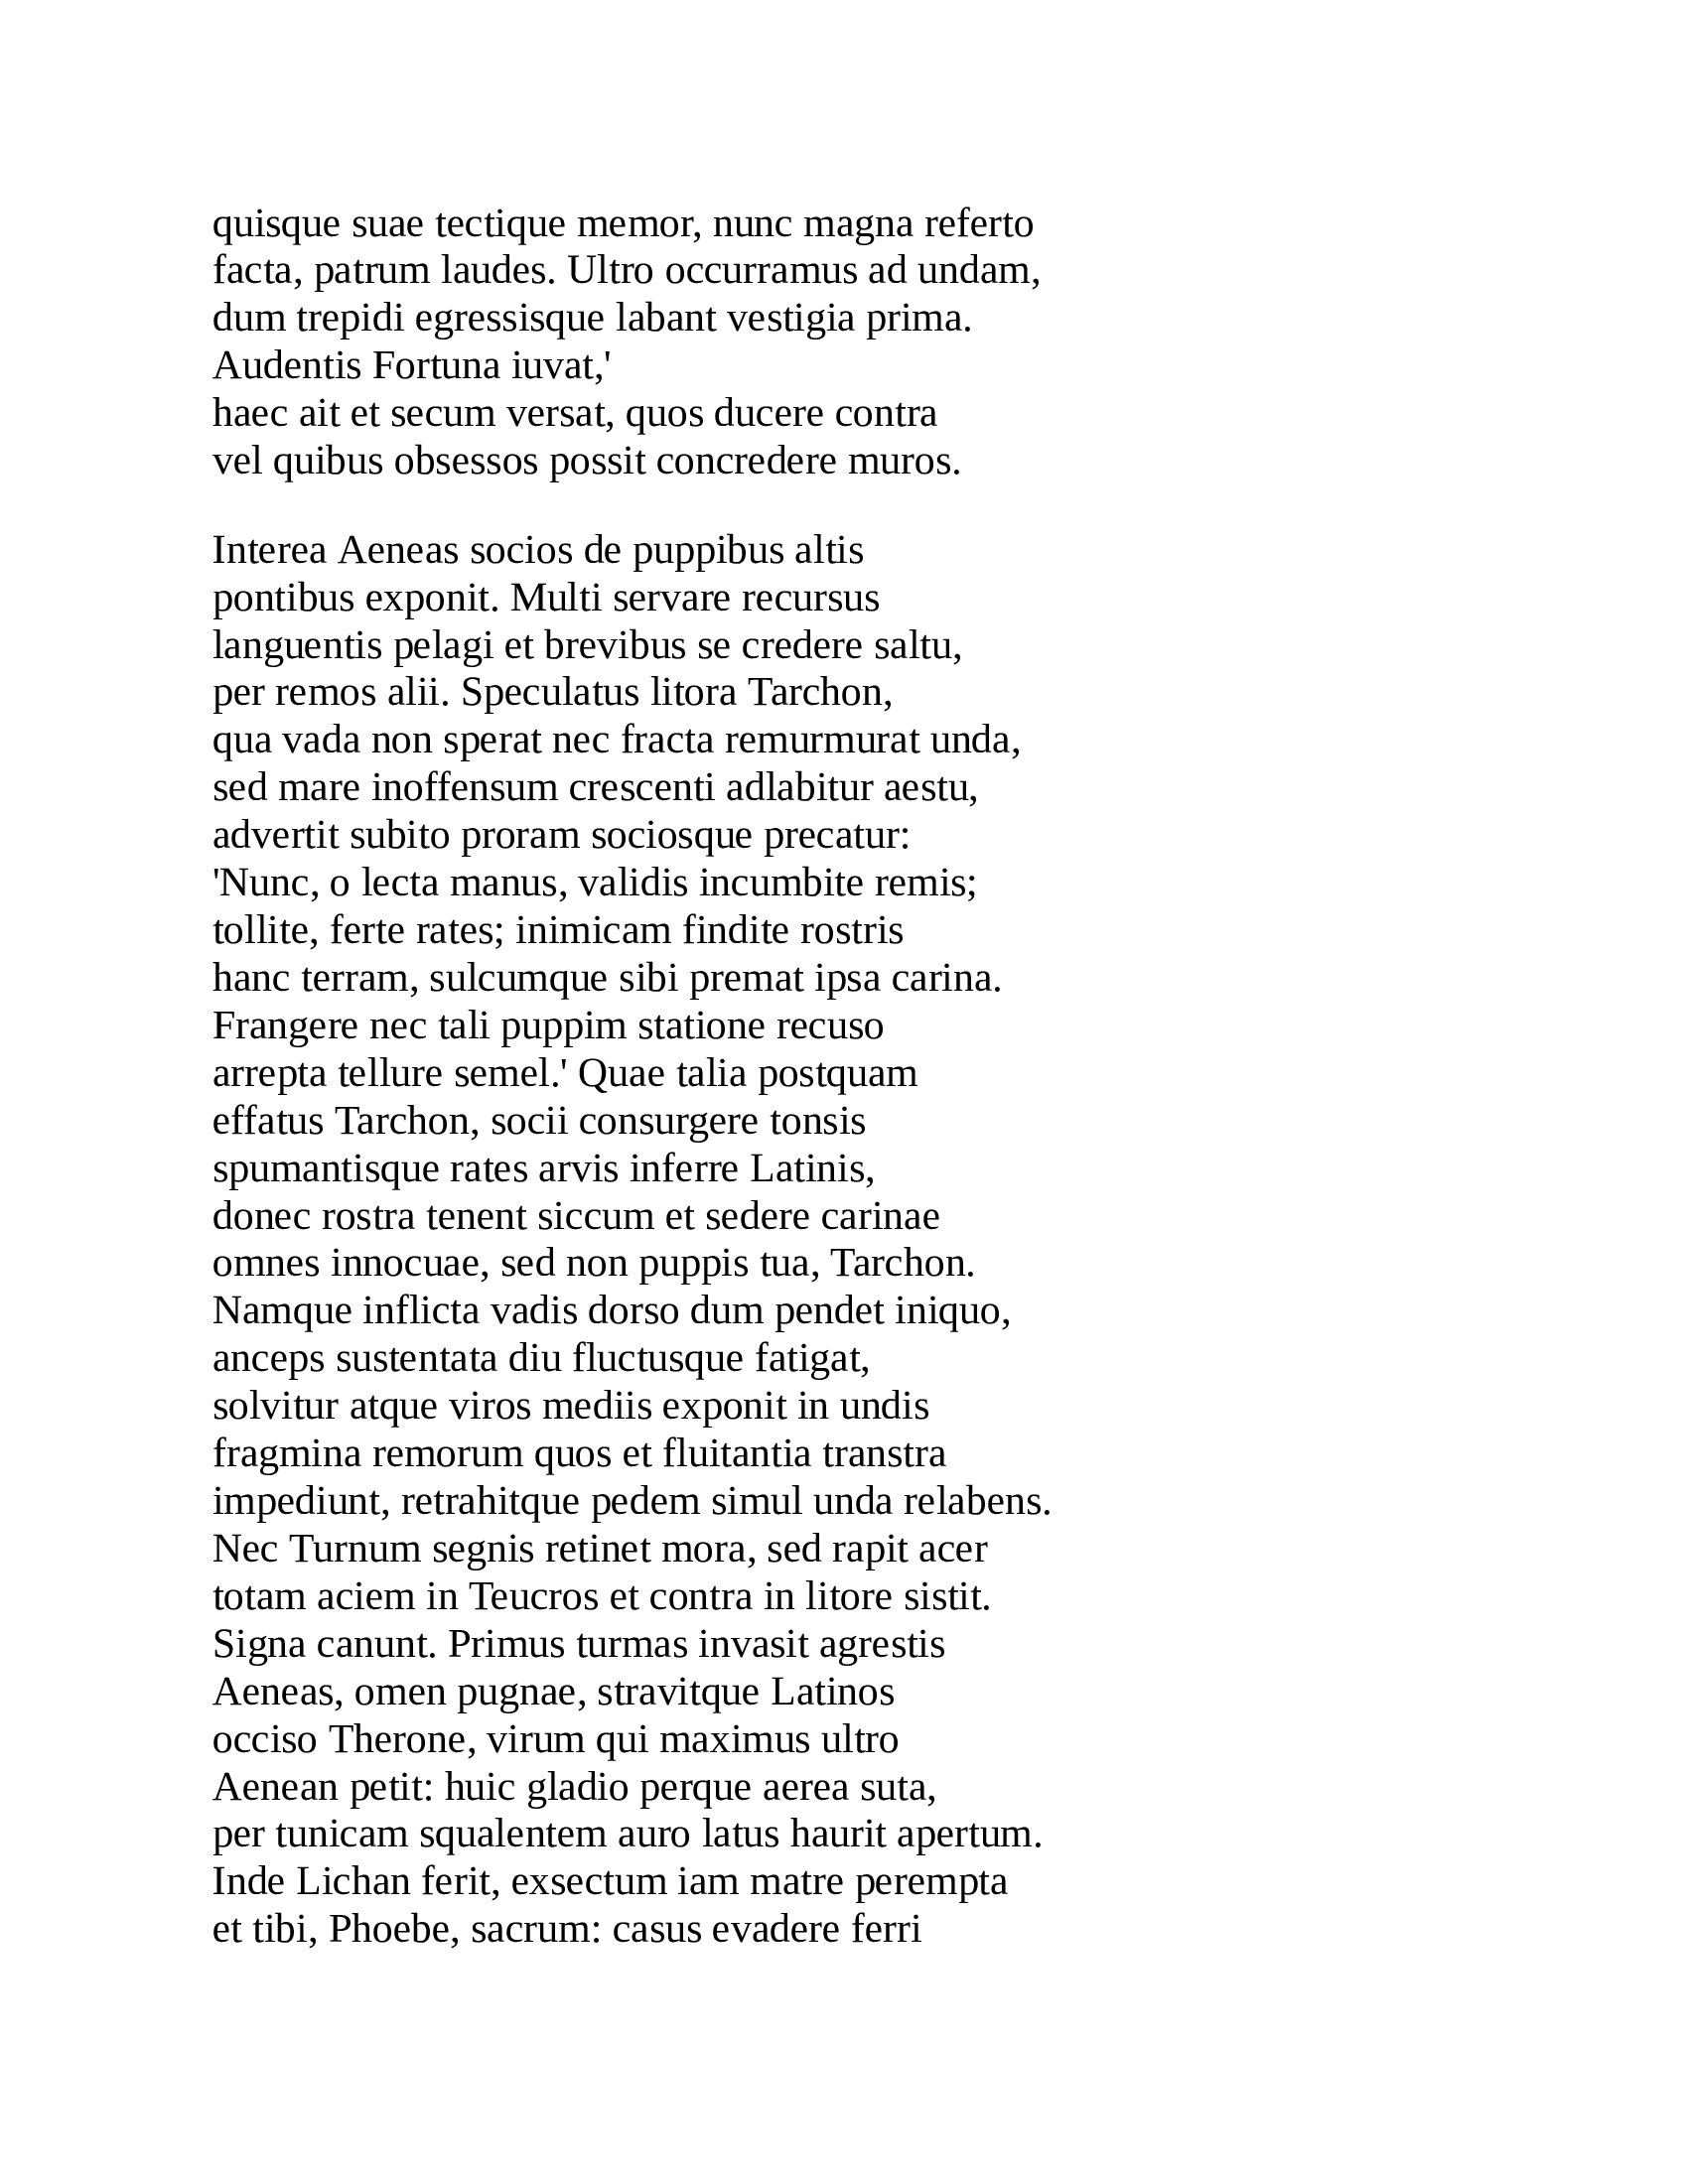 quisque suae tectique memor, nunc magna referto
facta, patrum laudes. Ultro occurramus ad undam,
dum trepidi egressisque labant vestigia prima.
Audentis Fortuna iuvat,'
haec ait et secum versat, quos ducere contra
vel quibus obsessos possit concredere muros.
Interea Aeneas socios de puppibus altis
pontibus exponit. Multi servare recursus
languentis pelagi et brevibus se credere saltu,
per remos alii. Speculatus litora Tarchon,
qua vada non sperat nec fracta remurmurat unda,
sed mare inoffensum crescenti adlabitur aestu,
advertit subito proram sociosque precatur:
'Nunc, o lecta manus, validis incumbite remis;
tollite, ferte rates; inimicam findite rostris
hanc terram, sulcumque sibi premat ipsa carina.
Frangere nec tali puppim statione recuso
arrepta tellure semel.' Quae talia postquam
effatus Tarchon, socii consurgere tonsis
spumantisque rates arvis inferre Latinis,
donec rostra tenent siccum et sedere carinae
omnes innocuae, sed non puppis tua, Tarchon.
Namque inflicta vadis dorso dum pendet iniquo,
anceps sustentata diu fluctusque fatigat,
solvitur atque viros mediis exponit in undis
fragmina remorum quos et fluitantia transtra
impediunt, retrahitque pedem simul unda relabens.
Nec Turnum segnis retinet mora, sed rapit acer
totam aciem in Teucros et contra in litore sistit.
Signa canunt. Primus turmas invasit agrestis
Aeneas, omen pugnae, stravitque Latinos
occiso Therone, virum qui maximus ultro
Aenean petit: huic gladio perque aerea suta,
per tunicam squalentem auro latus haurit apertum.
Inde Lichan ferit, exsectum iam matre perempta
et tibi, Phoebe, sacrum: casus evadere ferri